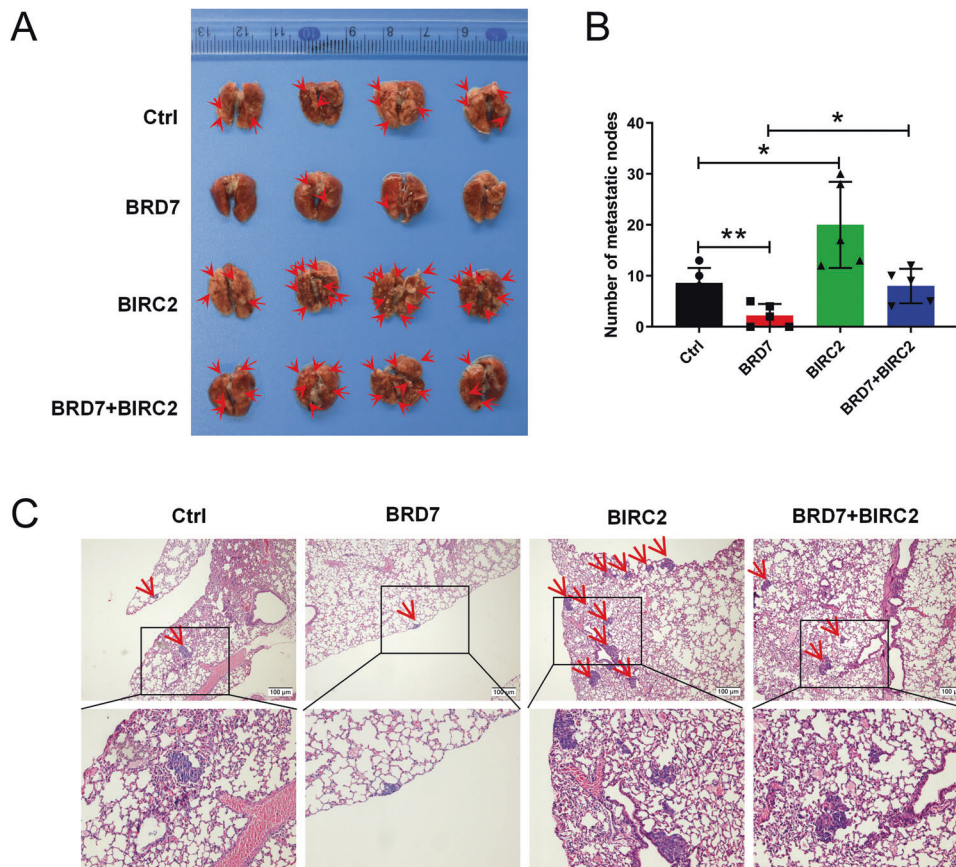 A
13 12 11 10 9 8 7 6
Ctrl
BRD7
BIRC2
BRD7+BIRC2
B
Number of metastatic nodes
40
30
20
10
0
*
*
**
Ctrl
BRD7
BIRC2
BRD7+BIRC2
C
Ctrl BRD7 BIRC2 BRD7+BIRC2
100 μm 100 μm 100 μm 100 μm